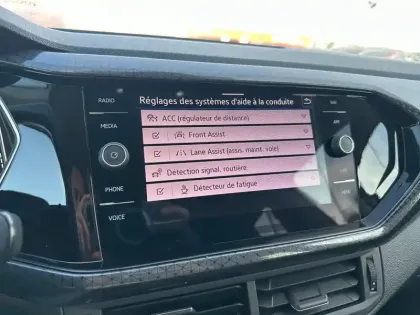 RADIO
Réglages des systèmes d'aide à la conduite
ACC (régulateur de distance)
MEDIA
Front Assist
Lane Assist (assis. maint. voie)
Détection signal. routière
PHONE
Détecteur de fatigue
VOICE